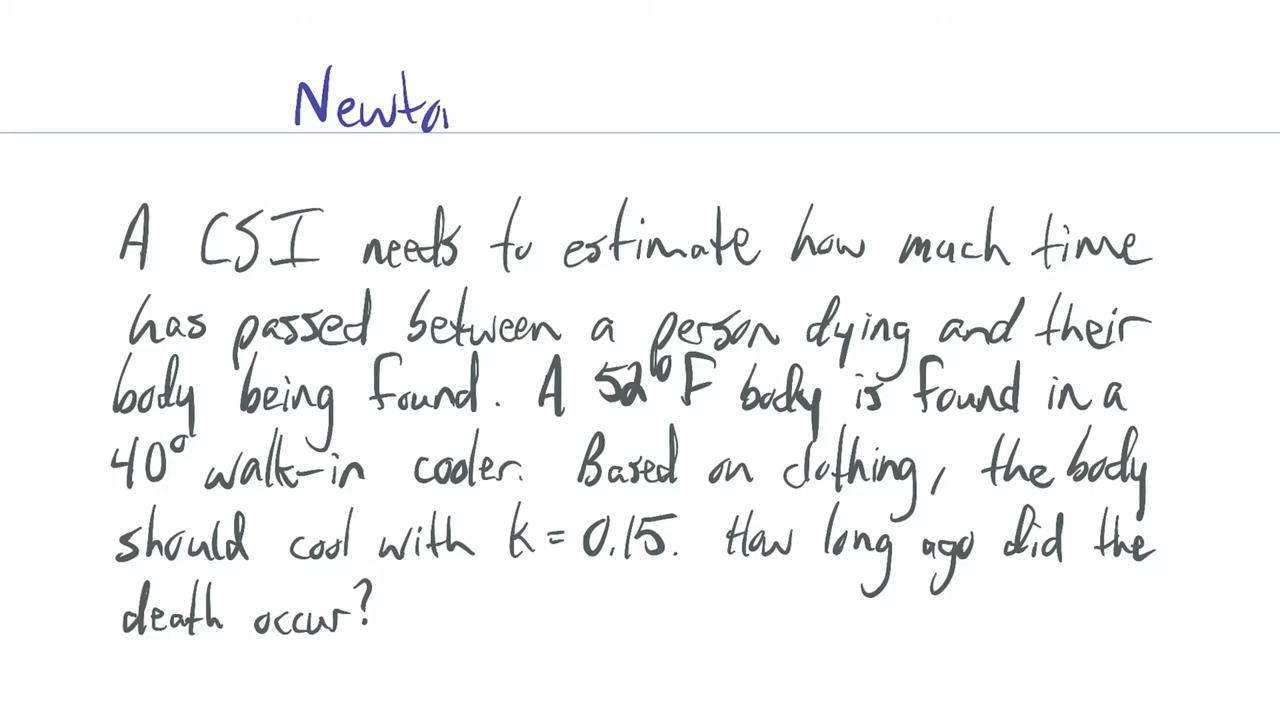 Newto
A CSI needs to estimate how much time
has passed between a person dying and their
body being found. A 52°F body is found in a
40° walk-in cooler. Based on clothing, the body
should cool with k = 0.15. How long ago did the
death occur?